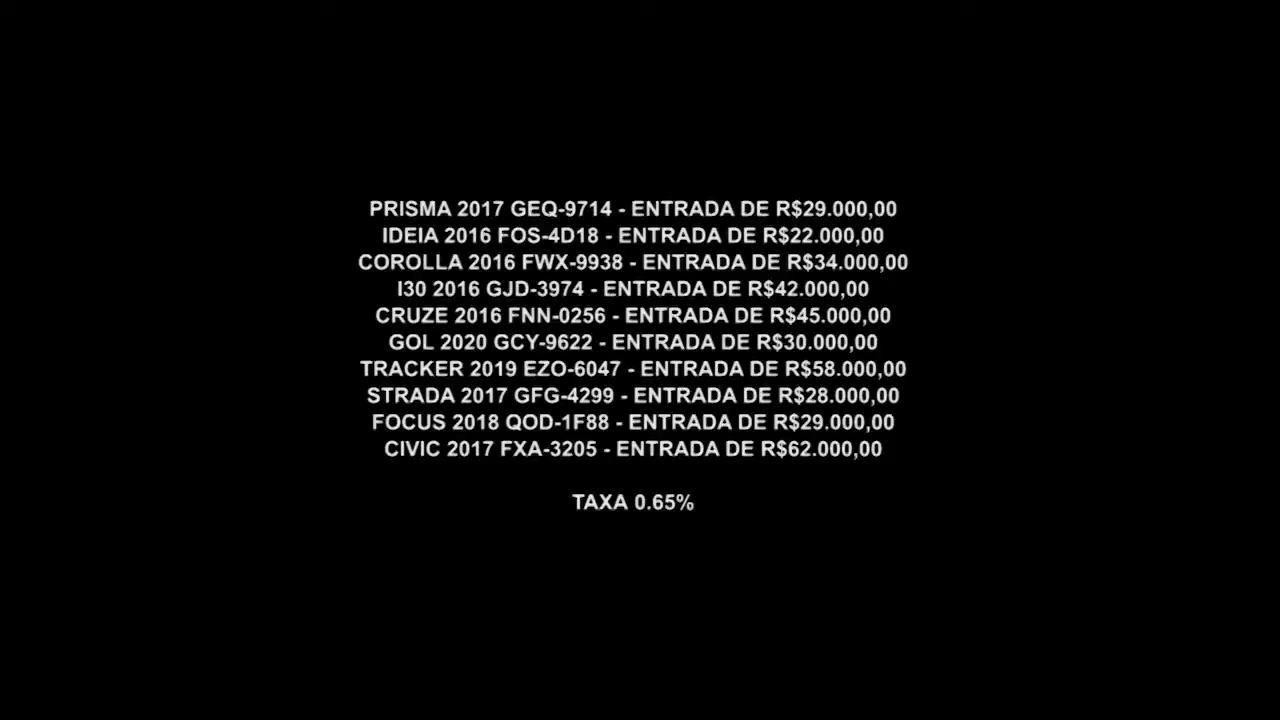 PRISMA 2017 GEQ-9714 - ENTRADA DE R$29.000,00
IDEIA 2016 FOS-4D18 - ENTRADA DE R$22.000,00
COROLLA 2016 FWX-9938 - ENTRADA DE R$34.000,00
I30 2016 GJD-3974 - ENTRADA DE R$42.000,00
CRUZE 2016 FNN-0256 - ENTRADA DE R$45.000,00
GOL 2020 GCY-9622 - ENTRADA DE R$30.000,00
TRACKER 2019 EZO-6047 - ENTRADA DE R$58.000,00
STRADA 2017 GFG-4299 - ENTRADA DE R$28.000,00
FOCUS 2018 QOD-1F88 - ENTRADA DE R$29.000,00
CIVIC 2017 FXA-3205 - ENTRADA DE R$62.000,00
TAXA 0.65%